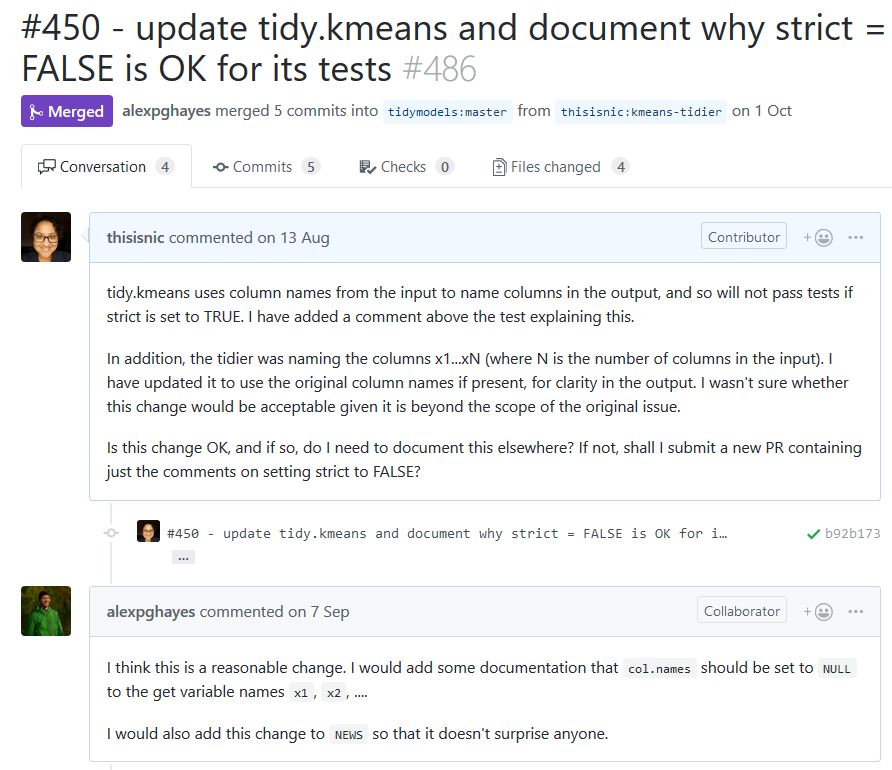 #450 - update tidy.kmeans and document why strict =
FALSE is OK for its tests #486
Merged alexpghayes merged 5 commits into tidymodels:master from thisisnic:kmeans-tidier on 1 Oct
Conversation 4 Commits 5 Checks 0 Files changed 4
thisisnic commented on 13 Aug Contributor + ...
tidy.kmeans uses column names from the input to name columns in the output, and so will not pass tests if
strict is set to TRUE. I have added a comment above the test explaining this.
In addition, the tidier was naming the columns x1...xN (where N is the number of columns in the input). I
have updated it to use the original column names if present, for clarity in the output. I wasn't sure whether
this change would be acceptable given it is beyond the scope of the original issue.
Is this change OK, and if so, do I need to document this elsewhere? If not, shall I submit a new PR containing
just the comments on setting strict to FALSE?
#450 - update tidy.kmeans and document why strict = FALSE is OK for i… b92b173
...
alexpghayes commented on 7 Sep Collaborator + ...
I think this is a reasonable change. I would add some documentation that col.names should be set to NULL
to the get variable names x1 , x2 , ....
I would also add this change to NEWS so that it doesn't surprise anyone.